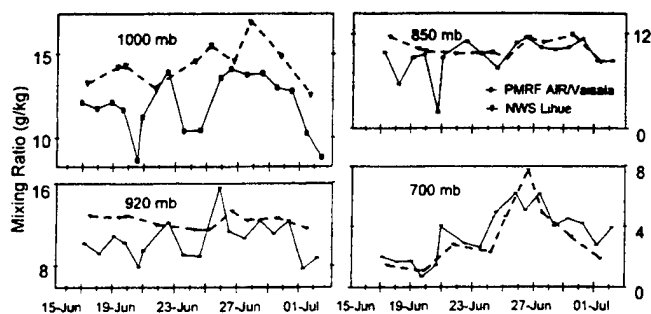 1000 mb
850 mb
12
15
10
0
PMRF AIR/Vaisala
NWS Lihue
Mixing Ratio (g/kg)
16
8
920 mb
700 mb
8
4
0
15-Jun 19-Jun 23-Jun 27-Jun 01-Jul
15-Jun 19-Jun 23-Jun 27-Jun 01-Jul